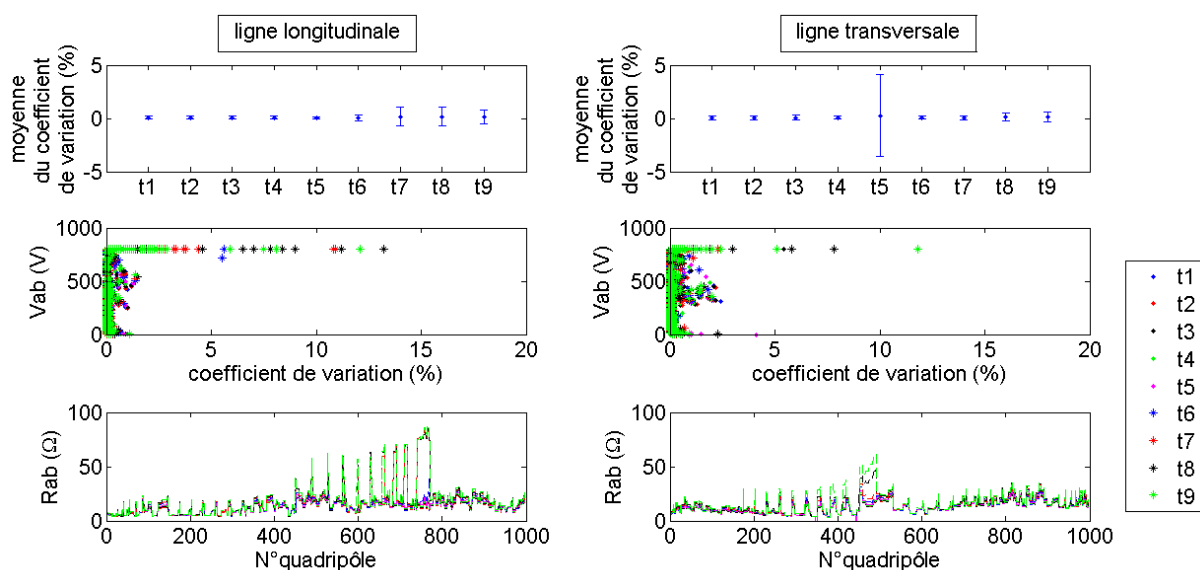 ligne longitudinale
ligne transversale
moyenne
du coefficient
de variation (%)
5
0
-5
t1 t2 t3 t4 t5 t6 t7 t8 t9
moyenne
du coefficient
de variation (%)
5
0
-5
t1 t2 t3 t4 t5 t6 t7 t8 t9
Vab (V)
1000
500
0
0 5 10 15 20
coefficient de variation (%)
Vab (V)
1000
500
0
0 5 10 15 20
coefficient de variation (%)
Rab (Ω)
100
50
0
0 200 400 600 800 1000
N°quadripôle
Rab (Ω)
100
50
0
0 200 400 600 800 1000
N°quadripôle
t1
t2
t3
t4
t5
t6
t7
t8
t9